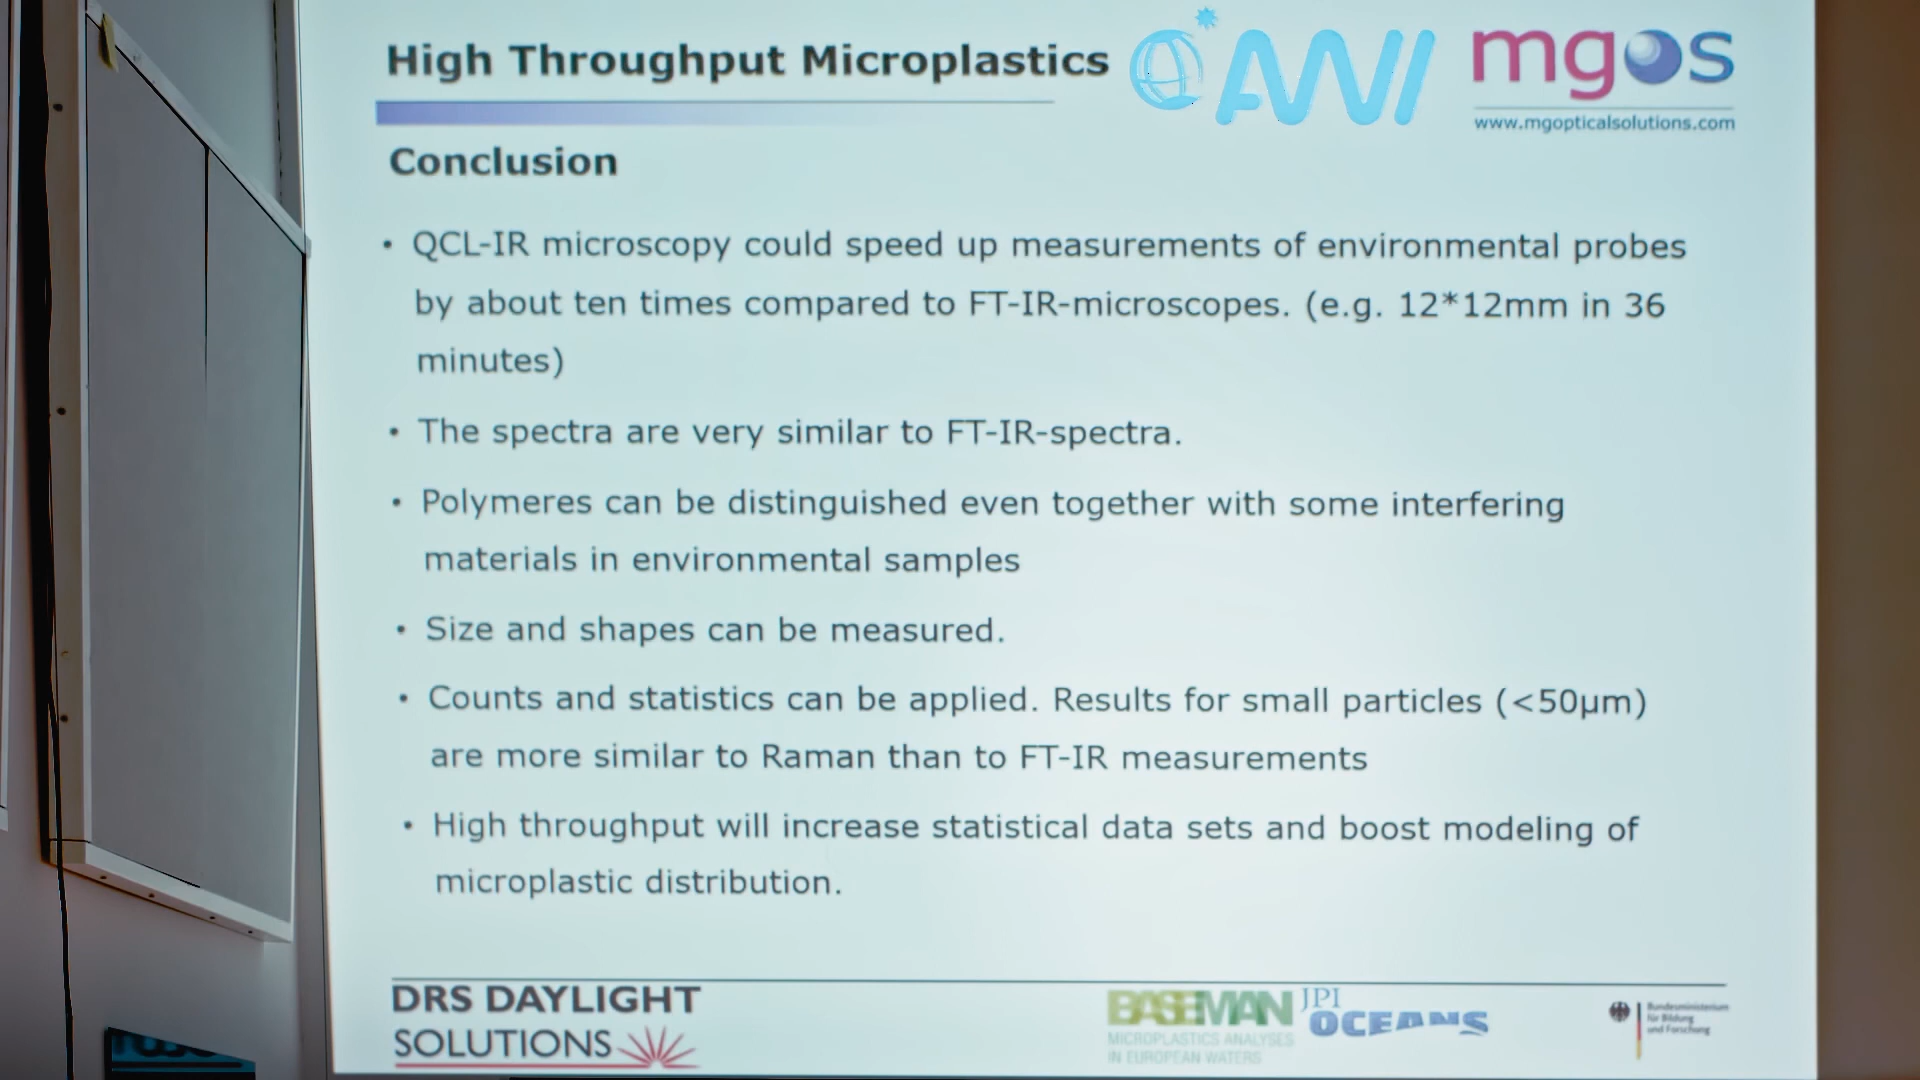 High Throughput Microplastics
AWI
mgos
www.mgopticalsolutions.com
Conclusion
• QCL-IR microscopy could speed up measurements of environmental probes
by about ten times compared to FT-IR-microscopes. (e.g. 12*12mm in 36
minutes)
• The spectra are very similar to FT-IR-spectra.
• Polymeres can be distinguished even together with some interfering
materials in environmental samples
• Size and shapes can be measured.
• Counts and statistics can be applied. Results for small particles (<50µm)
are more similar to Raman than to FT-IR measurements
• High throughput will increase statistical data sets and boost modeling of
microplastic distribution.
DRS DAYLIGHT
SOLUTIONS
BASEMAN
MICROPLASTICS ANALYSES
IN EUROPEAN WATERS
JPI
OCEANS
Bundesministerium
für Bildung
und Forschung